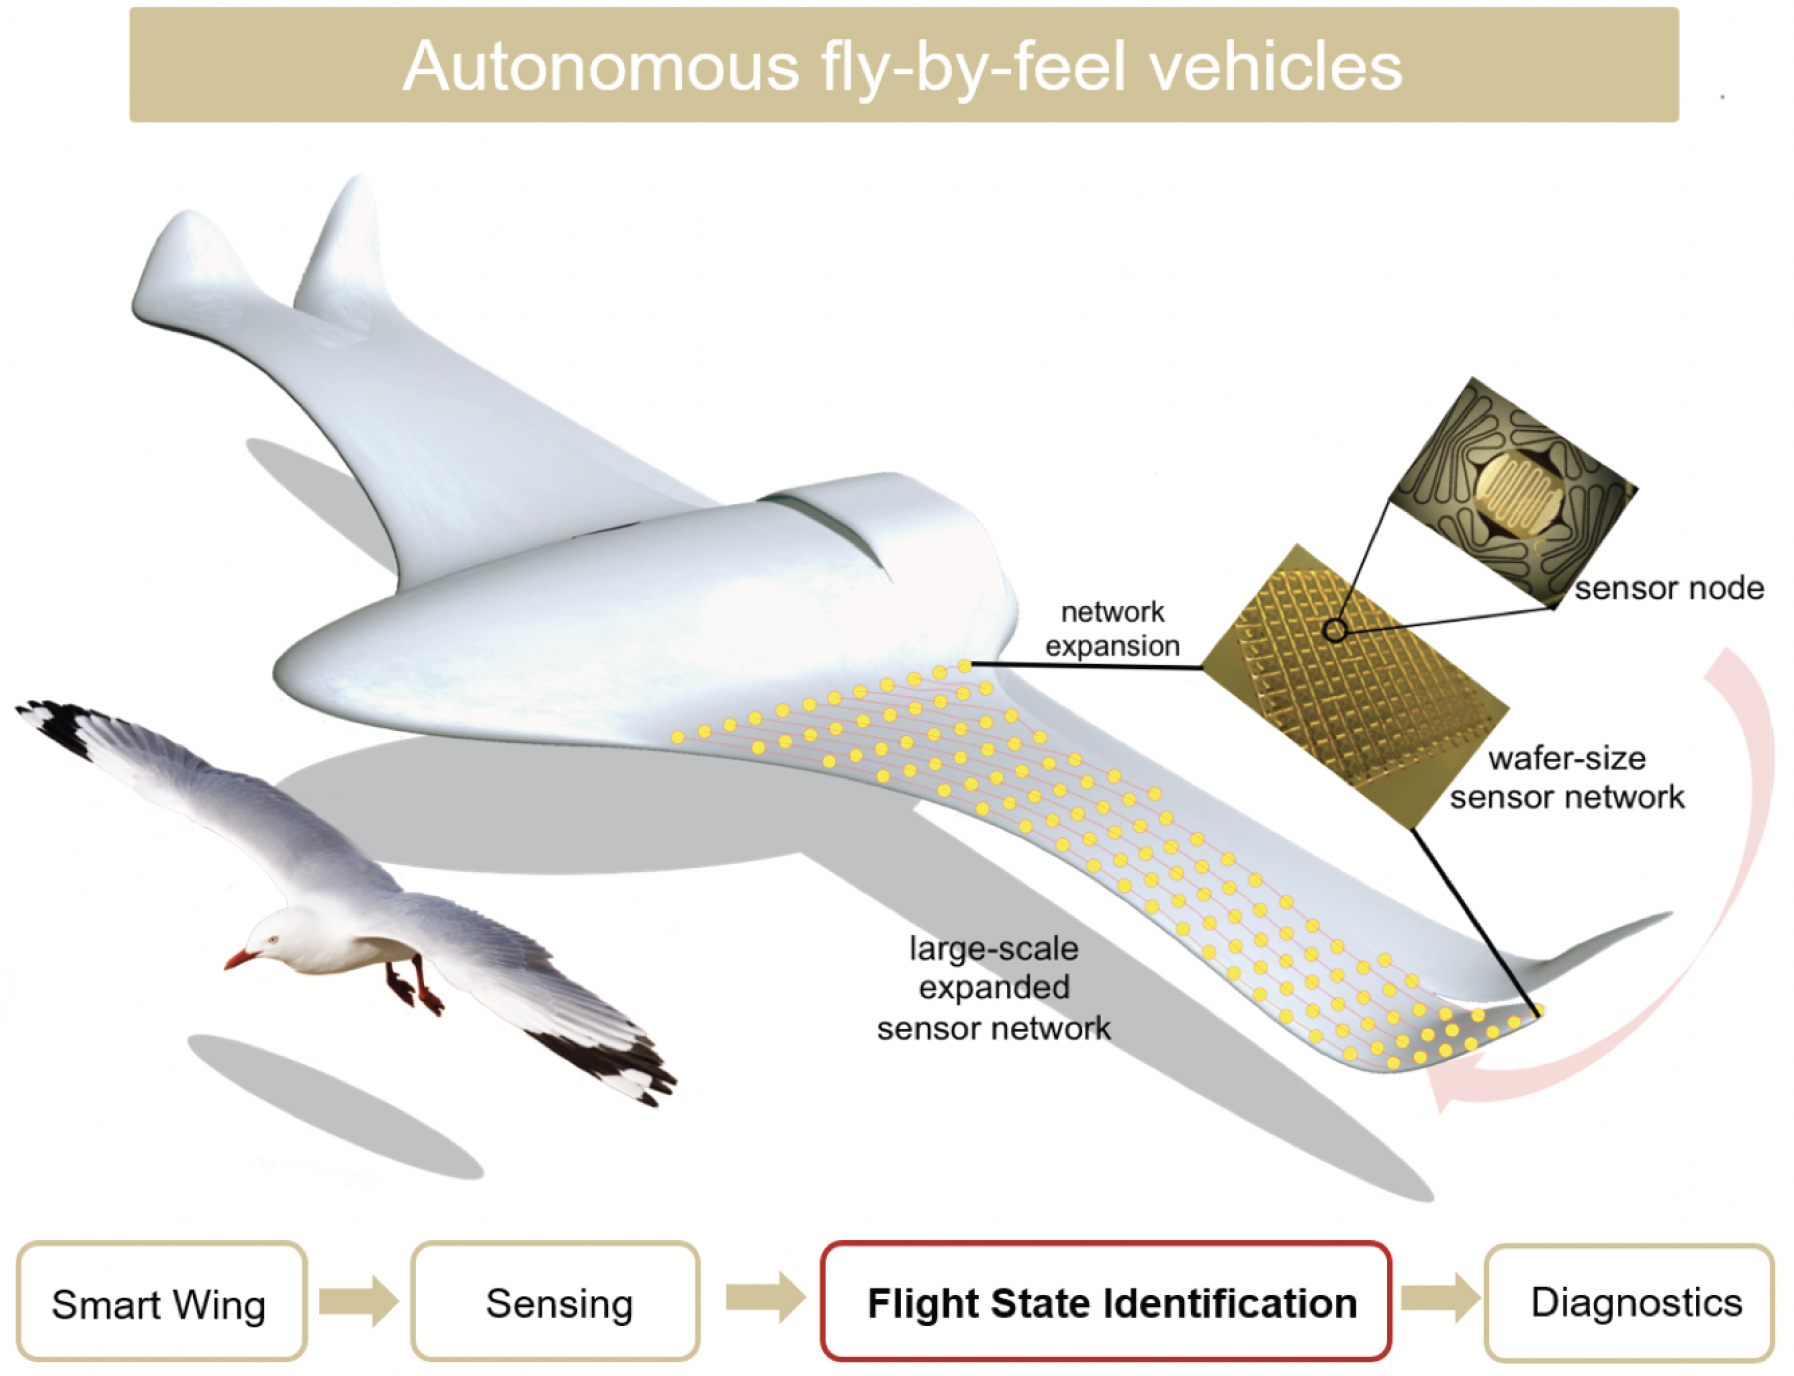 Autonomous fly-by-feel vehicles
sensor node
network
expansion
wafer-size
sensor network
large-scale
expanded
sensor network
Smart Wing
Sensing
Flight State Identification
Diagnostics